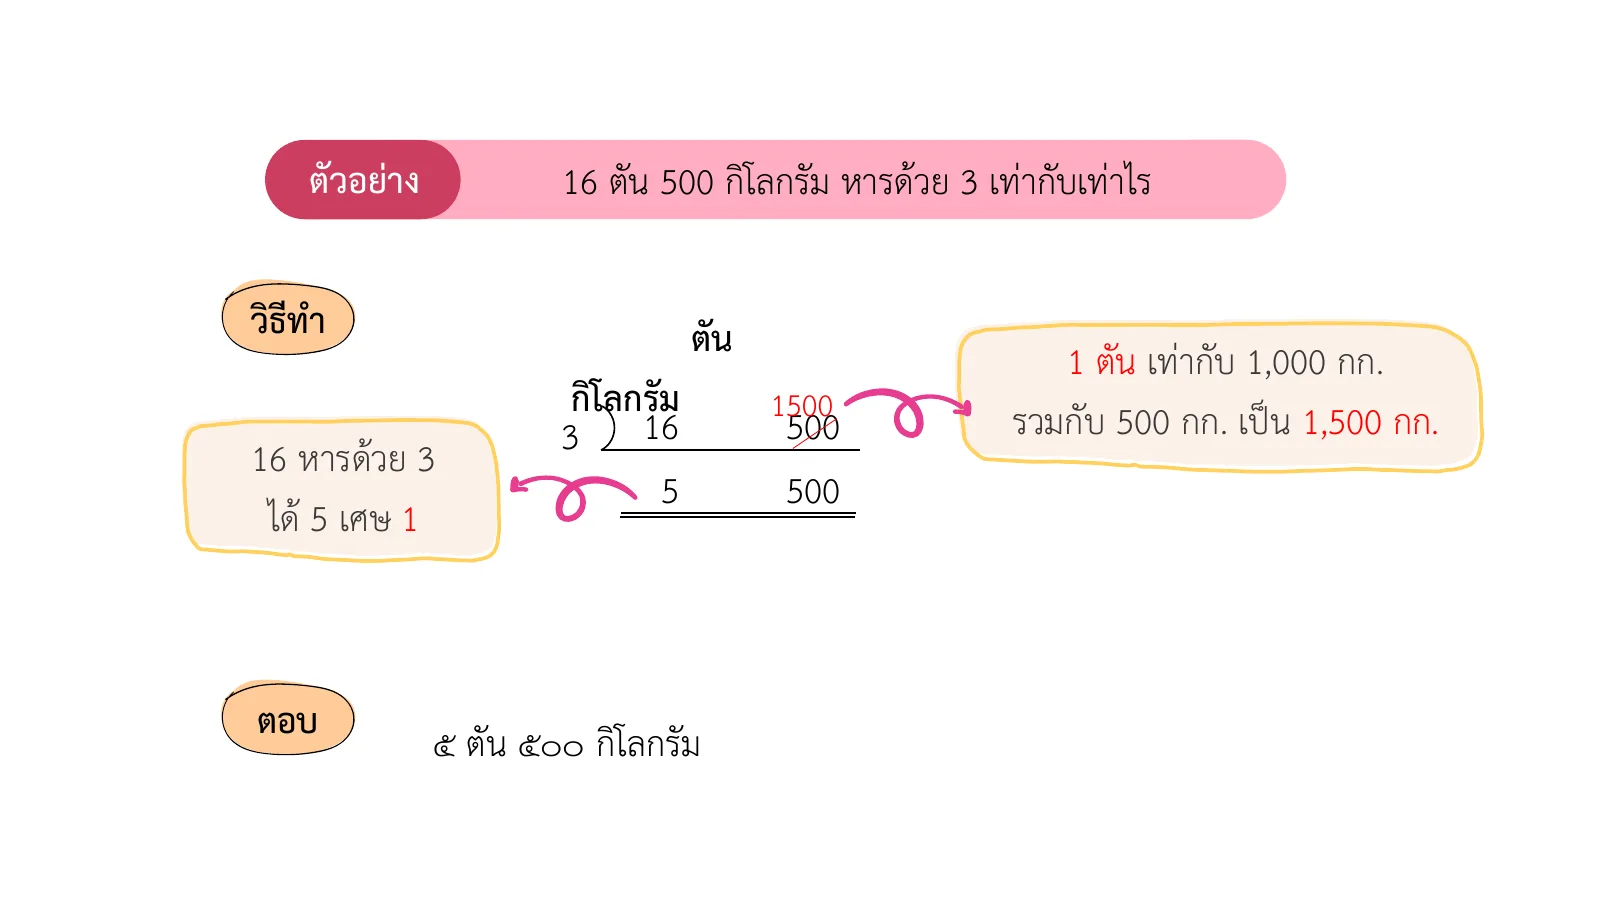 ตัวอย่าง
16 ตัน 500 กิโลกรัม หารด้วย 3 เท่ากับเท่าไร
วิธีทำ
ตัน
กิโลกรัม
1500
3 ) 16 500
5 500
1 ตัน เท่ากับ 1,000 กก.
รวมกับ 500 กก. เป็น 1,500 กก.
16 หารด้วย 3
ได้ 5 เศษ 1
ตอบ
๕ ตัน ๕๐๐ กิโลกรัม